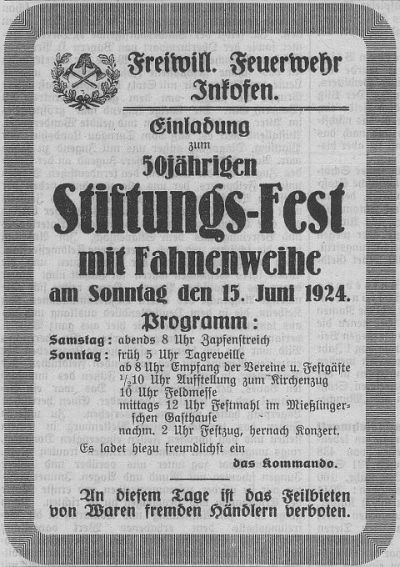 Freiwill. Feuerwehr
Inkofen.
Einladung
zum
50jährigen
Stiftungs-Fest
mit Fahnenweihe
am Sonntag den 15. Juni 1924.
Programm:
Samstag: abends 8 Uhr Zapfenstreich
Sonntag: früh 5 Uhr Tagreveille
ab 8 Uhr Empfang der Vereine u. Festgäste
½10 Uhr Aufstellung zum Kirchenzug
10 Uhr Feldmesse
mittags 12 Uhr Festmahl im Mießlinger-
schen Gasthause
nachm. 2 Uhr Festzug, hernach Konzert.
Es ladet hiezu freundlichst ein
das Kommando.
An diesem Tage ist das Feilbieten
von Waren fremden Händlern verboten.